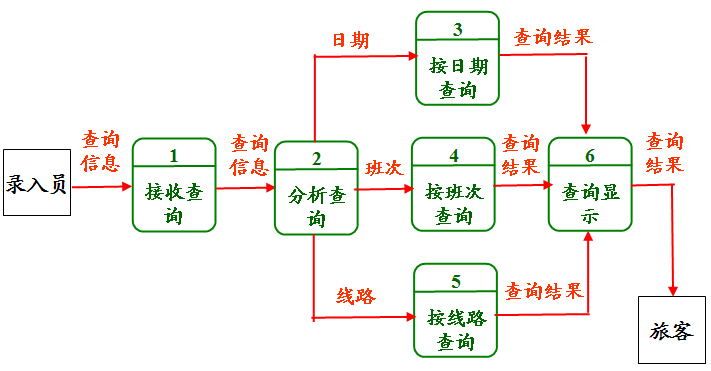 日期
3
按日期
查询
查询结果
查询
信息
录入员
1
接收查
询
查询
信息
2
分析查
询
班次
4
按班次
查询
查询
结果
6
查询显
示
查询
结果
线路
5
按线路
查询
查询结果
旅客